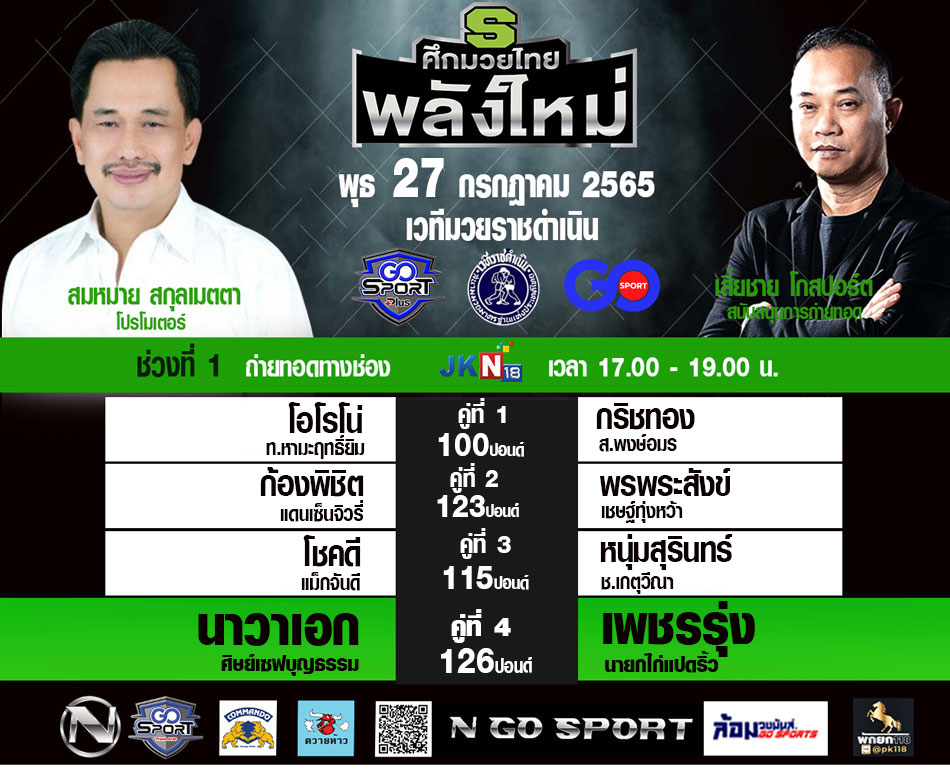 S
ศึกมวยไทย
พลังใหม่
พุธ 27 กรกฎาคม 2565
เวทีมวยราชดำเนิน
GO SPORT
GO SPORT
สมหมาย สกุลเมตตา
โปรโมเตอร์
เสี่ยชาย โกสปอร์ต
สนับสนุนการถ่ายทอด
ช่วงที่ 1 ถ่ายทอดทางช่อง JKN18 เวลา 17.00 - 19.00 น.
โอโรโน่ คู่ที่ 1 กริชทอง
ท.หามะฤทธิ์ยิม 100ปอนด์ ส.พงษ์อมร
ก้องพิชิต คู่ที่ 2 พรพระสังข์
แดนเซ็นจิวรี่ 123ปอนด์ เชษฐ์ทุ่งหว้า
โชคดี คู่ที่ 3 หนุ่มสุรินทร์
แม็กจันดี 115ปอนด์ ช.เกตุวีณา
นาวาเอก คู่ที่ 4 เพชรรุ่ง
ศิษย์เชฟบุญธรรม 126ปอนด์ นายกไก่แปดริ้ว
N
GO SPORT
COMMANDO
ควายห้าว
N GO SPORT
ล้อมวงมันส์
GO SPORTS
พกยก118
@pk118